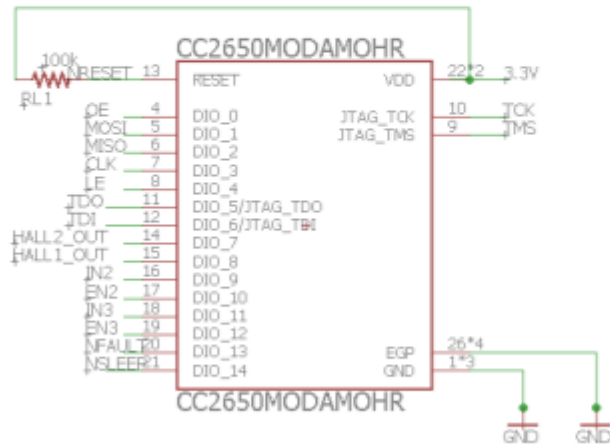 CC2650MODAMOHR
100k
NRESET 13 RESET VDD 22*2 3.3V
RL1
OE 4 DIO_0 JTAG_TCK 10 TCK
MOSI 5 DIO_1 JTAG_TMS 9 TMS
MISO 6 DIO_2
CLK 7 DIO_3
LE 8 DIO_4
TDO 11 DIO_5/JTAG_TDO
TDI 12 DIO_6/JTAG_TDI
HALL2_OUT 14 DIO_7
HALL1_OUT 15 DIO_8
IN2 16 DIO_9
EN2 17 DIO_10
IN3 18 DIO_11
EN3 19 DIO_12
NFAULT 20 DIO_13 EGP 26*4
NSLEEP 21 DIO_14 GND 1*3
CC2650MODAMOHR
GND GND